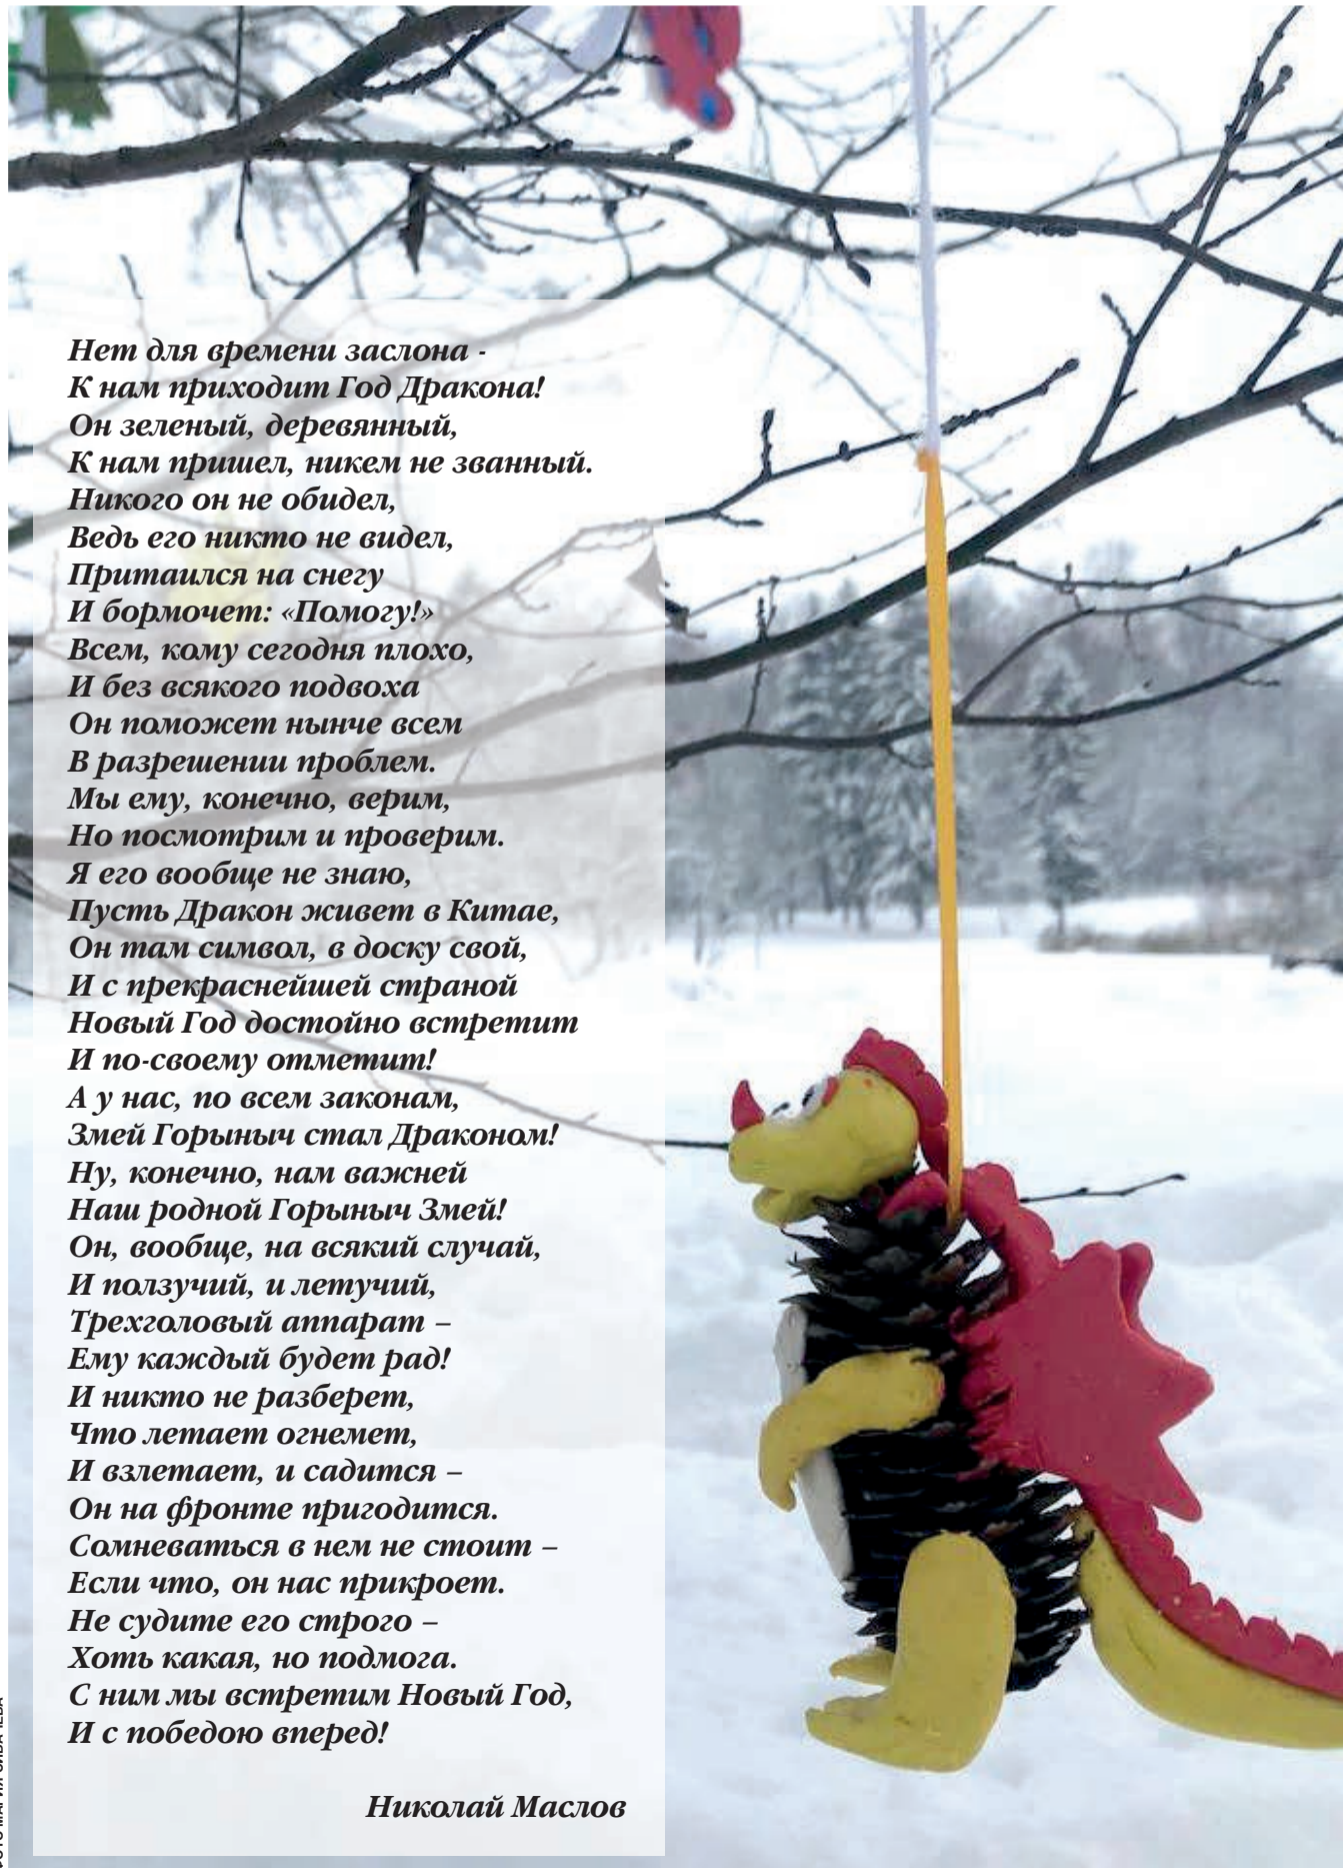 Нет для времени заслона -
К нам приходит Год Дракона!
Он зеленый, деревянный,
К нам пришел, никем не званный.
Никого он не обидел,
Ведь его никто не видел,
Притаился на снегу
И бормочет: «Помогу!»
Всем, кому сегодня плохо,
И без всякого подвоха
Он поможет нынче всем
В разрешении проблем.
Мы ему, конечно, верим,
Но посмотрим и проверим.
Я его вообще не знаю,
Пусть Дракон живет в Китае,
Он там символ, в доску свой,
И с прекраснейшей страной
Новый Год достойно встретит
И по-своему отметит!
А у нас, по всем законам,
Змей Горыныч стал Драконом!
Ну, конечно, нам важней
Наш родной Горыныч Змей!
Он, вообще, на всякий случай,
И ползучий, и летучий,
Трехголовый аппарат –
Ему каждый будет рад!
И никто не разберет,
Что летает огнемет,
И взлетает, и садится –
Он на фронте пригодится.
Сомневаться в нем не стоит –
Если что, он нас прикроет.
Не судите его строго –
Хоть какая, но подмога.
С ним мы встретим Новый Год,
И с победою вперед!
Николай Маслов